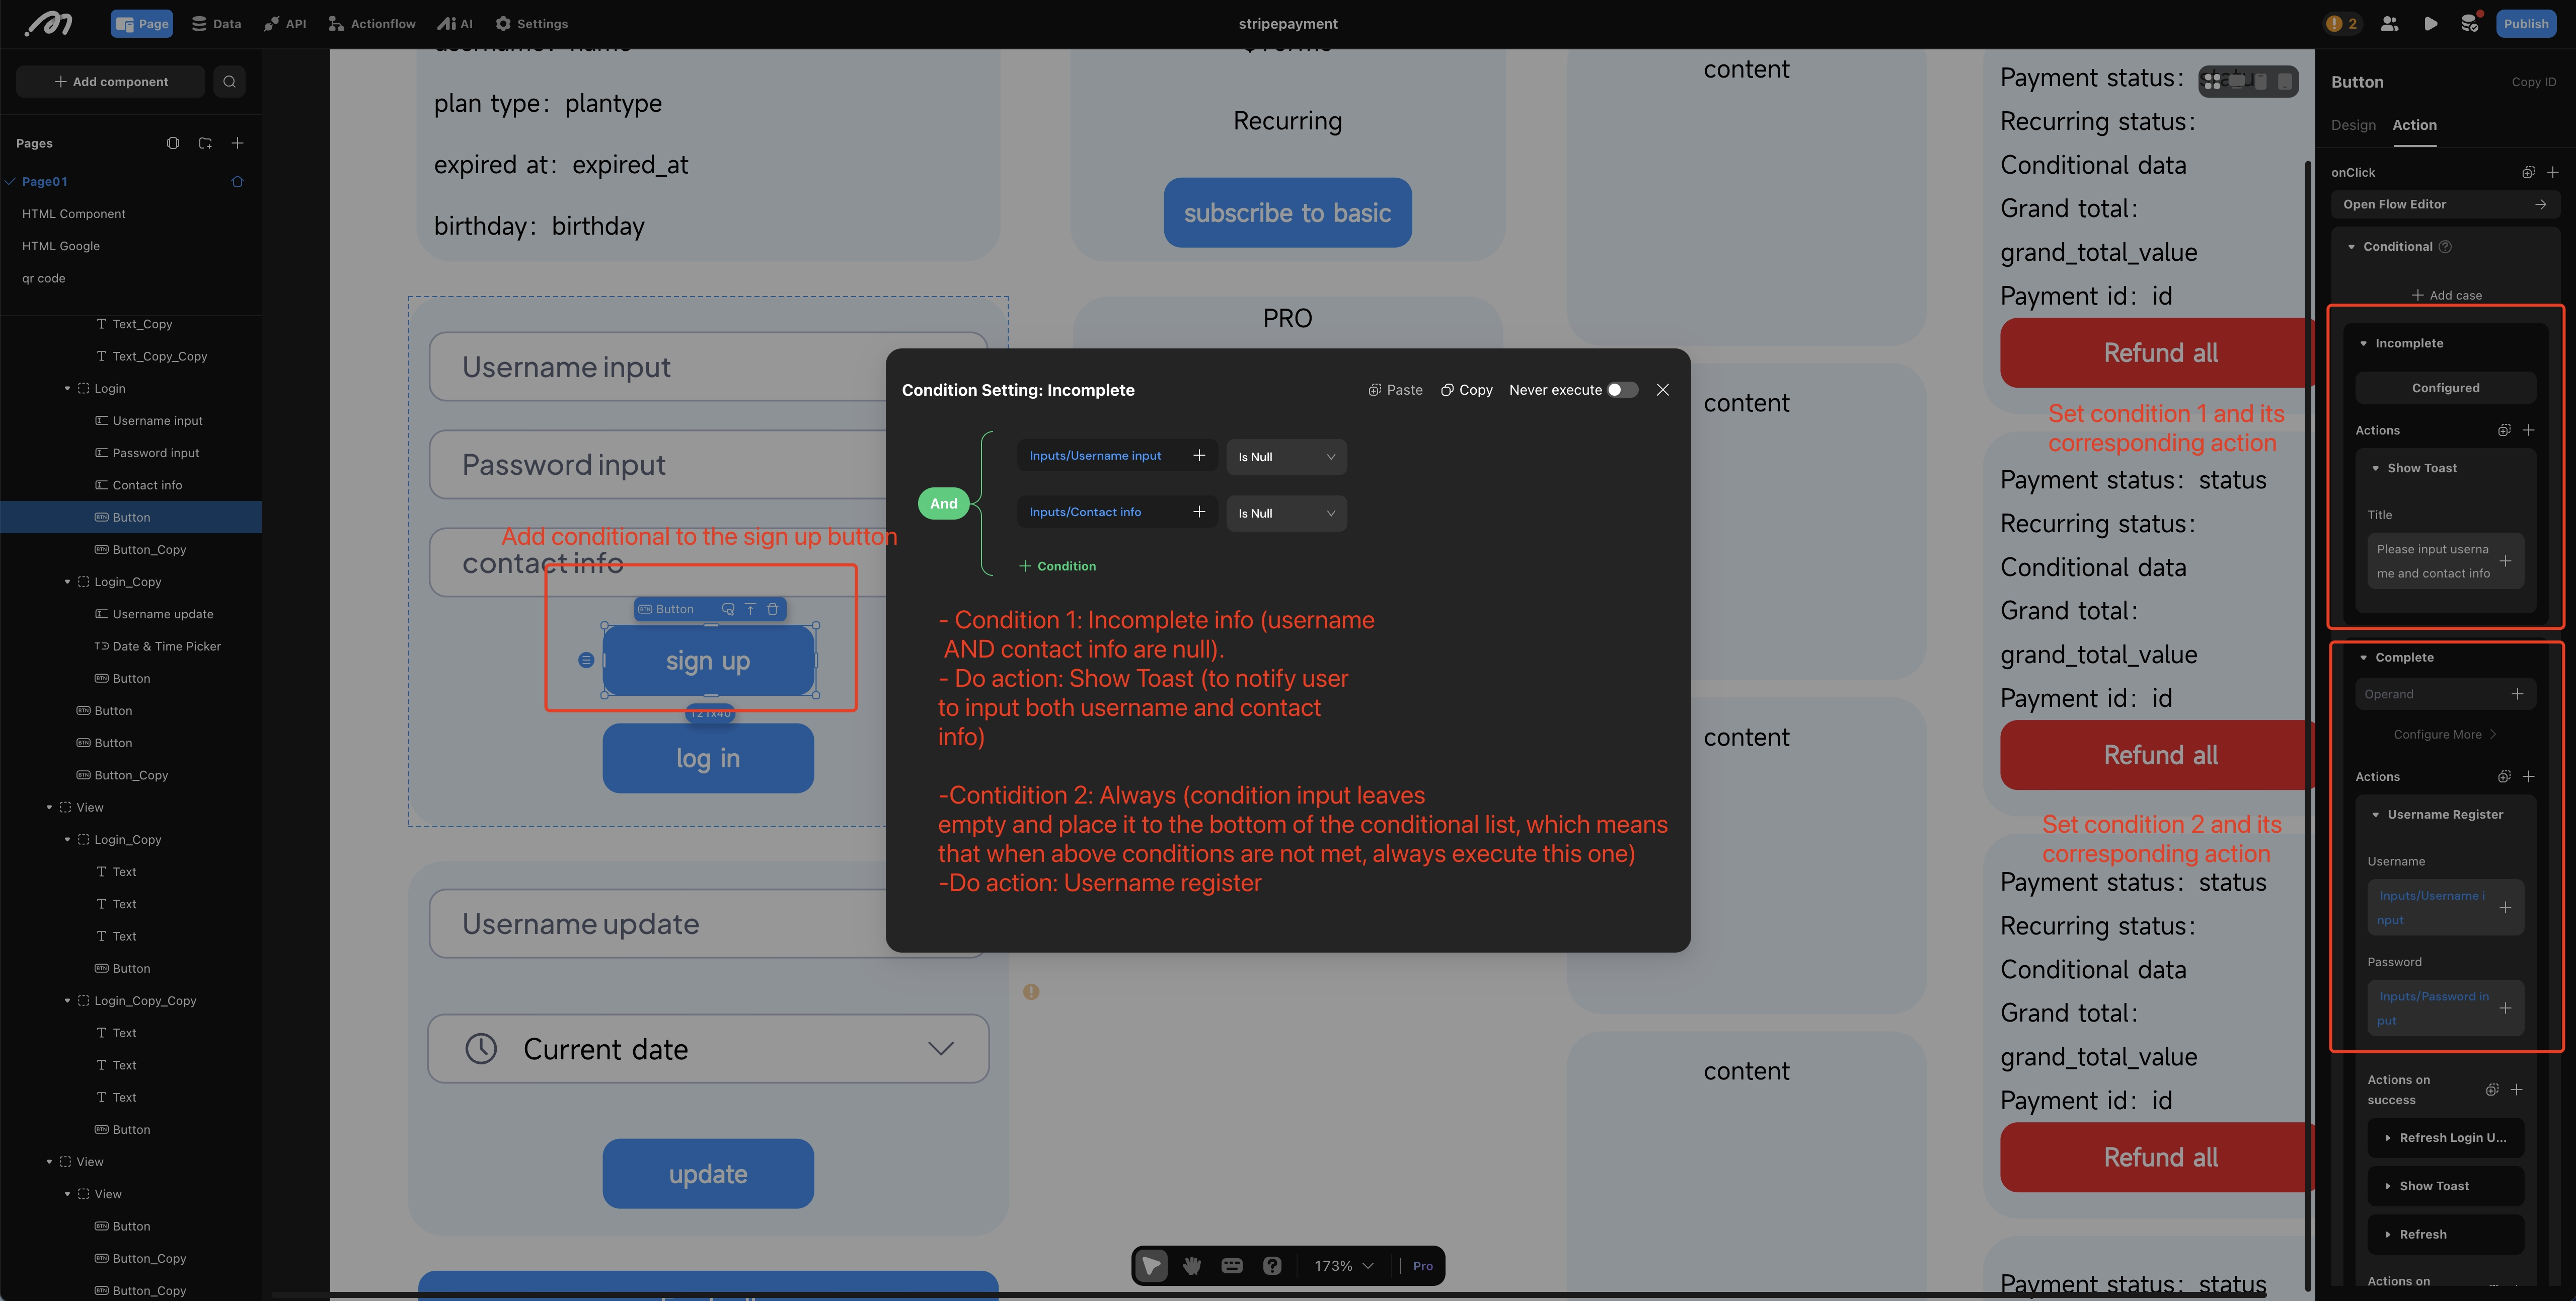 Page
Data
API
Actionflow
AI
Settings
stripepayment
2
Publish
Add component
Pages
Page01
HTML Component
HTML Google
qr code
Text_Copy
Text_Copy_Copy
Login
Username input
Password input
Contact info
Button
Button_Copy
Login_Copy
Username update
Date & Time Picker
Button
Button
Button
Button_Copy
View
Login_Copy
Text
Text
Text
Button
Login_Copy_Copy
Text
Text
Text
Button
View
View
Button
Button_Copy
Button_Copy
plan type: plantype
expired at: expired_at
birthday: birthday
Username input
Password input
contact info
Add conditional to the sign up button
Button
sign up
121x40
log in
Username update
Current date
update
Recurring
subscribe to basic
PRO
Condition Setting: Incomplete
Paste
Copy
Never execute
And
Inputs/Username input
Is Null
Inputs/Contact info
Is Null
Condition
- Condition 1: Incomplete info (username
AND contact info are null).
- Do action: Show Toast (to notify user
to input both username and contact
info)
-Contidition 2: Always (condition input leaves
empty and place it to the bottom of the conditional list, which means
that when above conditions are not met, always execute this one)
-Do action: Username register
173%
Pro
content
content
content
content
Payment status: status
Recurring status:
Conditional data
Grand total:
grand_total_value
Payment id: id
Refund all
Set condition 1 and its
corresponding action
Payment status: status
Recurring status:
Conditional data
Grand total:
grand_total_value
Payment id: id
Refund all
Set condition 2 and its
corresponding action
Payment status: status
Recurring status:
Conditional data
Grand total:
grand_total_value
Payment id: id
Refund all
Payment status: status
Button
Copy ID
Design
Action
onClick
Open Flow Editor
Conditional
Add case
Incomplete
Configured
Actions
Show Toast
Title
Please input userna
me and contact info
Complete
Operand
Configure More
Actions
Username Register
Username
Inputs/Username i
nput
Password
Inputs/Password in
put
Actions on
success
Refresh Login U...
Show Toast
Refresh
Actions on